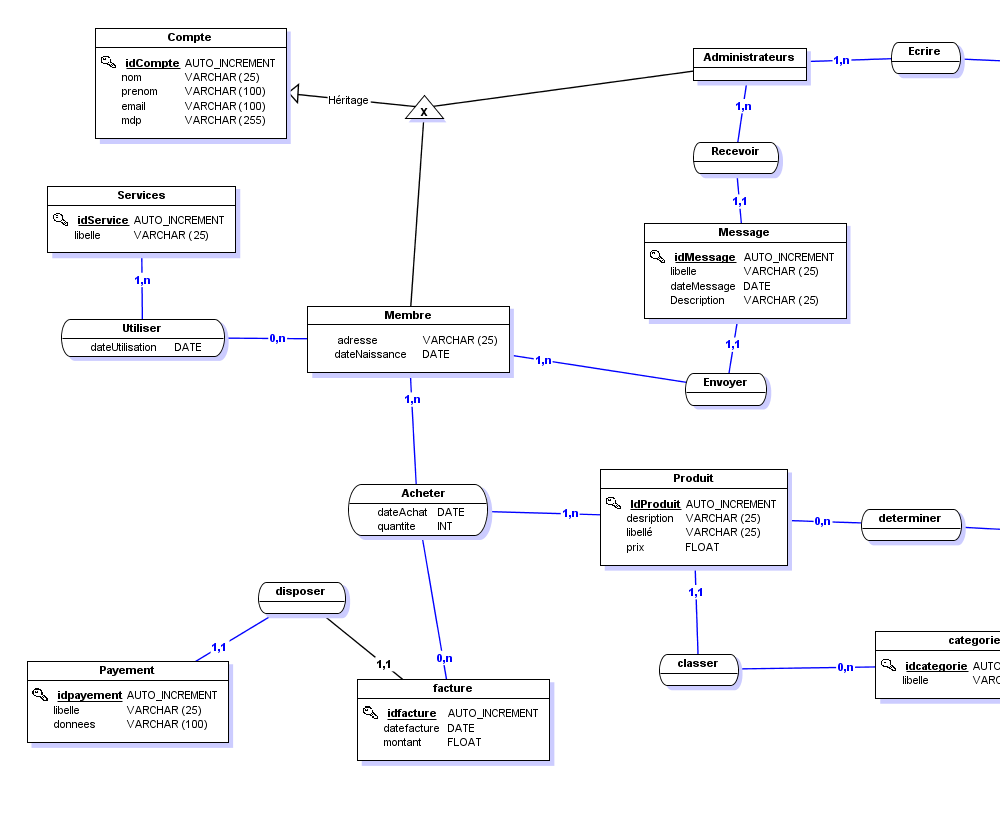 Compte
idCompte AUTO_INCREMENT
nom VARCHAR (25)
prenom VARCHAR (100)
email VARCHAR (100)
mdp VARCHAR (255)
Héritage
X
Administrateurs
1,n
Ecrire
1,n
Recevoir
1,1
Services
idService AUTO_INCREMENT
libelle VARCHAR (25)
1,n
Utiliser
dateUtilisation DATE
0,n
Message
idMessage AUTO_INCREMENT
libelle VARCHAR (25)
dateMessage DATE
Description VARCHAR (25)
1,1
Membre
adresse VARCHAR (25)
dateNaissance DATE
1,n
Envoyer
1,n
Acheter
dateAchat DATE
quantite INT
1,n
Produit
IdProduit AUTO_INCREMENT
desription VARCHAR (25)
libellé VARCHAR (25)
prix FLOAT
0,n
determiner
1,1
classer
0,n
categorie
idcategorie AUTO
libelle VARC
disposer
1,1
1,1
0,n
Payement
idpayement AUTO_INCREMENT
libelle VARCHAR (25)
donnees VARCHAR (100)
facture
idfacture AUTO_INCREMENT
datefacture DATE
montant FLOAT